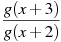 g(x + 3)
g(x + 2)